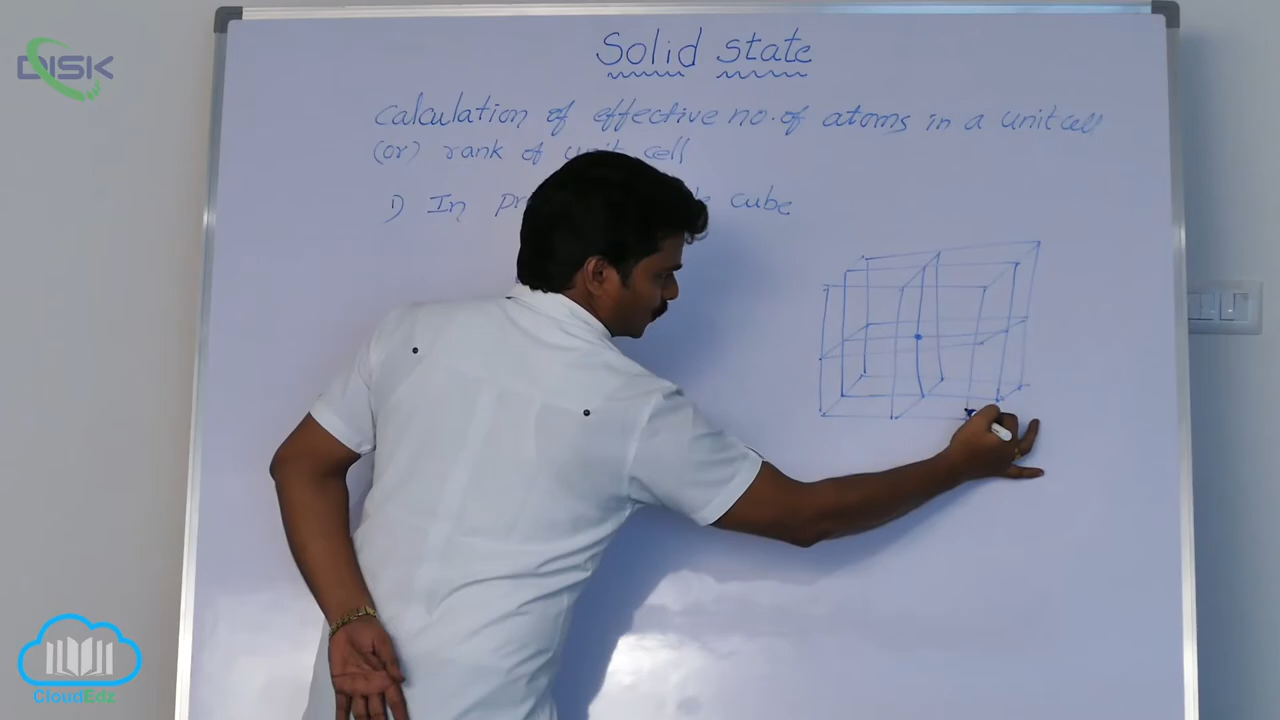 DISK
Solid state
Calculation of effective no. of atoms in a unit cell
(or) rank of unit cell
1) In cube
CloudEdz